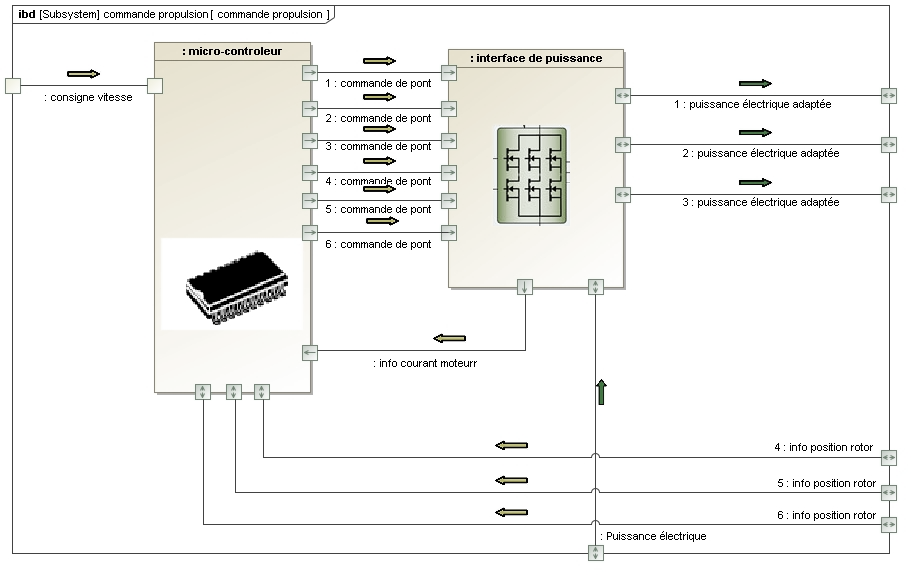 ibd [Subsystem] commande propulsion [ commande propulsion ]
: micro-controleur
: interface de puissance
: consigne vitesse
1 : commande de pont
2 : commande de pont
3 : commande de pont
4 : commande de pont
5 : commande de pont
6 : commande de pont
1 : puissance électrique adaptée
2 : puissance électrique adaptée
3 : puissance électrique adaptée
: info courant moteurr
4 : info position rotor
5 : info position rotor
6 : info position rotor
: Puissance électrique